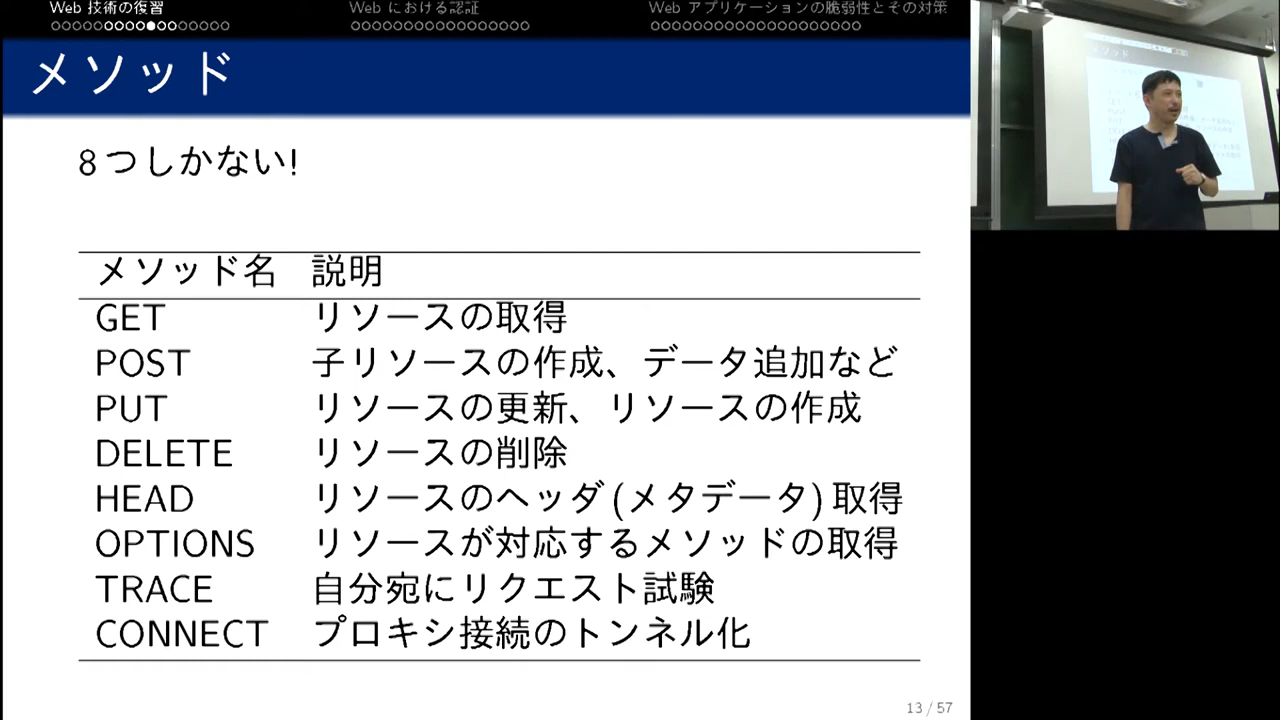 Web 技術の復習 Web における認証 Web アプリケーションの脆弱性とその対策
メソッド
8 つしかない!
メソッド名 説明
GET リソースの取得
POST 子リソースの作成、データ追加など
PUT リソースの更新、リソースの作成
DELETE リソースの削除
HEAD リソースのヘッダ(メタデータ)取得
OPTIONS リソースが対応するメソッドの取得
TRACE 自分宛にリクエスト試験
CONNECT プロキシ接続のトンネル化
13 / 57
メソッド